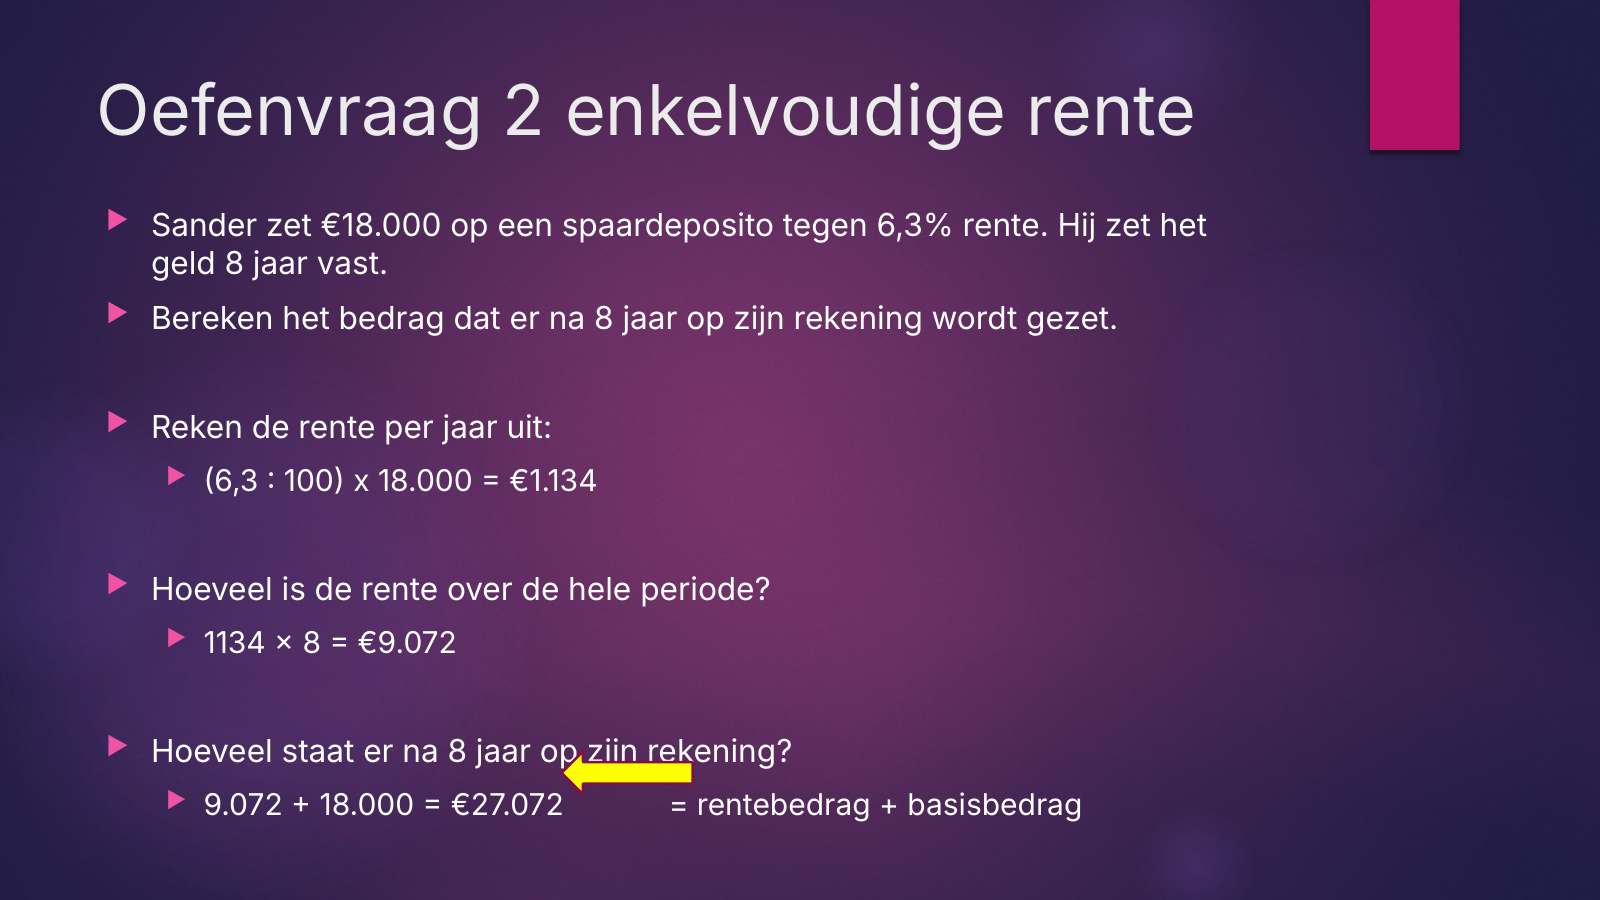 Oefenvraag 2 enkelvoudige rente
Sander zet €18.000 op een spaardeposito tegen 6,3% rente. Hij zet het
geld 8 jaar vast.
Bereken het bedrag dat er na 8 jaar op zijn rekening wordt gezet.
Reken de rente per jaar uit:
(6,3 : 100) x 18.000 = €1.134
Hoeveel is de rente over de hele periode?
1134 × 8 = €9.072
Hoeveel staat er na 8 jaar op zijn rekening?
9.072 + 18.000 = €27.072 = rentebedrag + basisbedrag